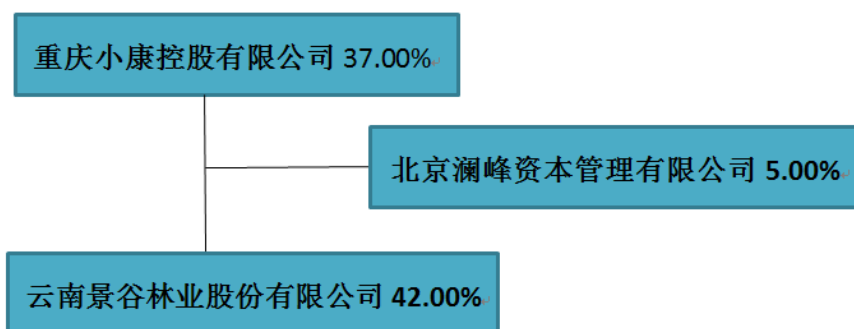 重庆小康控股有限公司 37.00%
北京澜峰资本管理有限公司 5.00%
云南景谷林业股份有限公司 42.00%